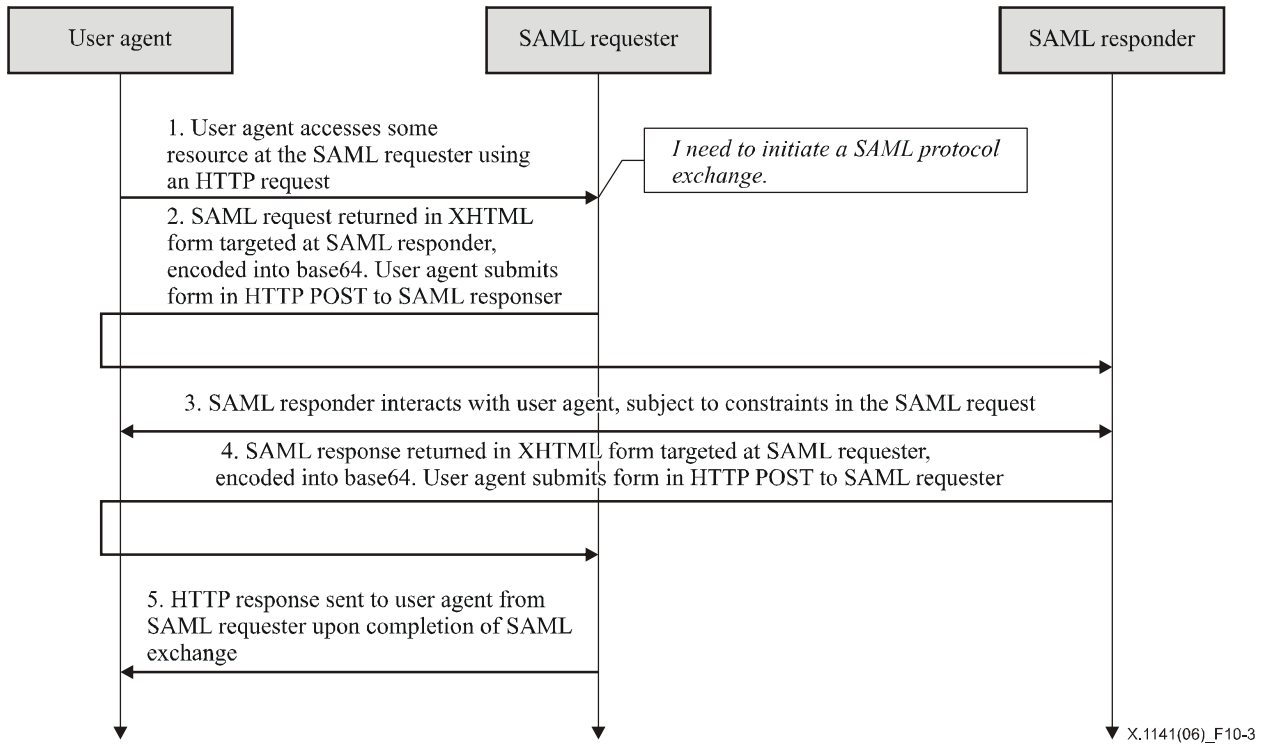 User agent
SAML requester
SAML responder
1. User agent accesses some
resource at the SAML requester using
an HTTP request
I need to initiate a SAML protocol
exchange.
2. SAML request returned in XHTML
form targeted at SAML responder,
encoded into base64. User agent submits
form in HTTP POST to SAML responser
3. SAML responder interacts with user agent, subject to constraints in the SAML request
4. SAML response returned in XHTML form targeted at SAML requester,
encoded into base64. User agent submits form in HTTP POST to SAML requester
5. HTTP response sent to user agent from
SAML requester upon completion of SAML
exchange
X.1141(06)_F10-3